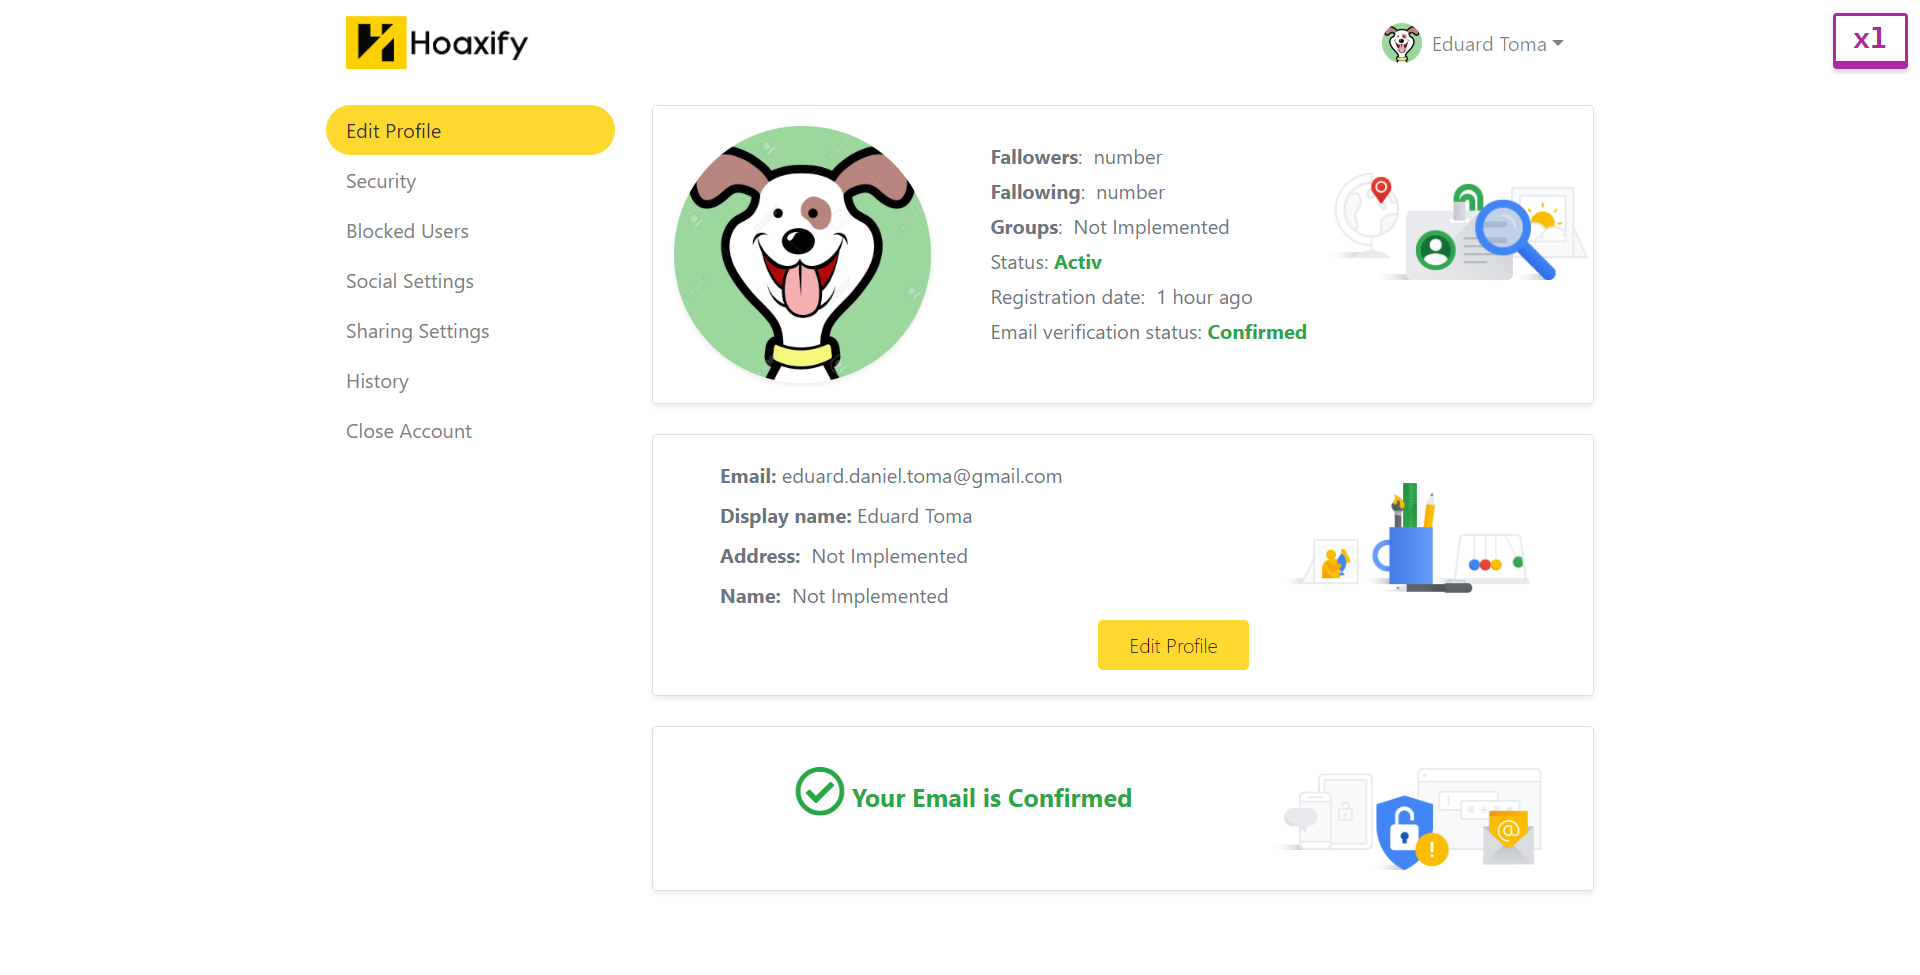 Hoaxify
Eduard Toma
x1
Edit Profile
Security
Blocked Users
Social Settings
Sharing Settings
History
Close Account
Fallowers: number
Fallowing: number
Groups: Not Implemented
Status: Activ
Registration date: 1 hour ago
Email verification status: Confirmed
Email: eduard.daniel.toma@gmail.com
Display name: Eduard Toma
Address: Not Implemented
Name: Not Implemented
Edit Profile
Your Email is Confirmed